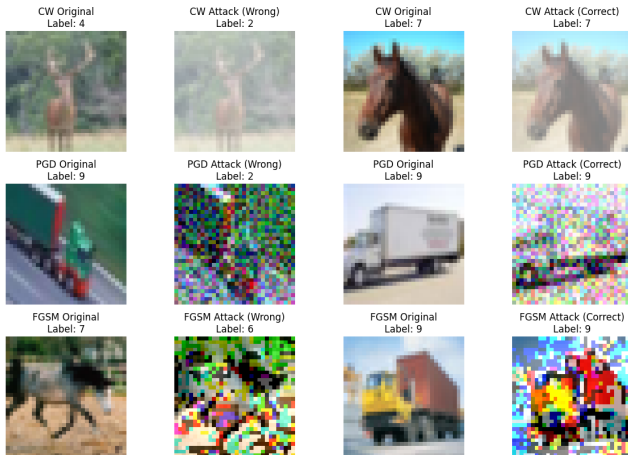 CW Original
Label: 4
CW Attack (Wrong)
Label: 2
CW Original
Label: 7
CW Attack (Correct)
Label: 7
PGD Original
Label: 9
PGD Attack (Wrong)
Label: 2
PGD Original
Label: 9
PGD Attack (Correct)
Label: 9
FGSM Original
Label: 7
FGSM Attack (Wrong)
Label: 6
FGSM Original
Label: 9
FGSM Attack (Correct)
Label: 9